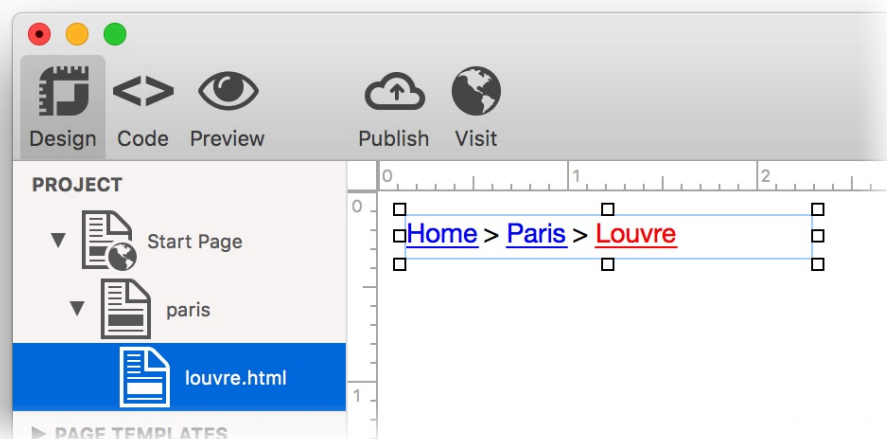 Design Code Preview Publish Visit
PROJECT
0 1 2
0
Start Page
Home > Paris > Louvre
paris
louvre.html
1
PAGE TEMPLATES